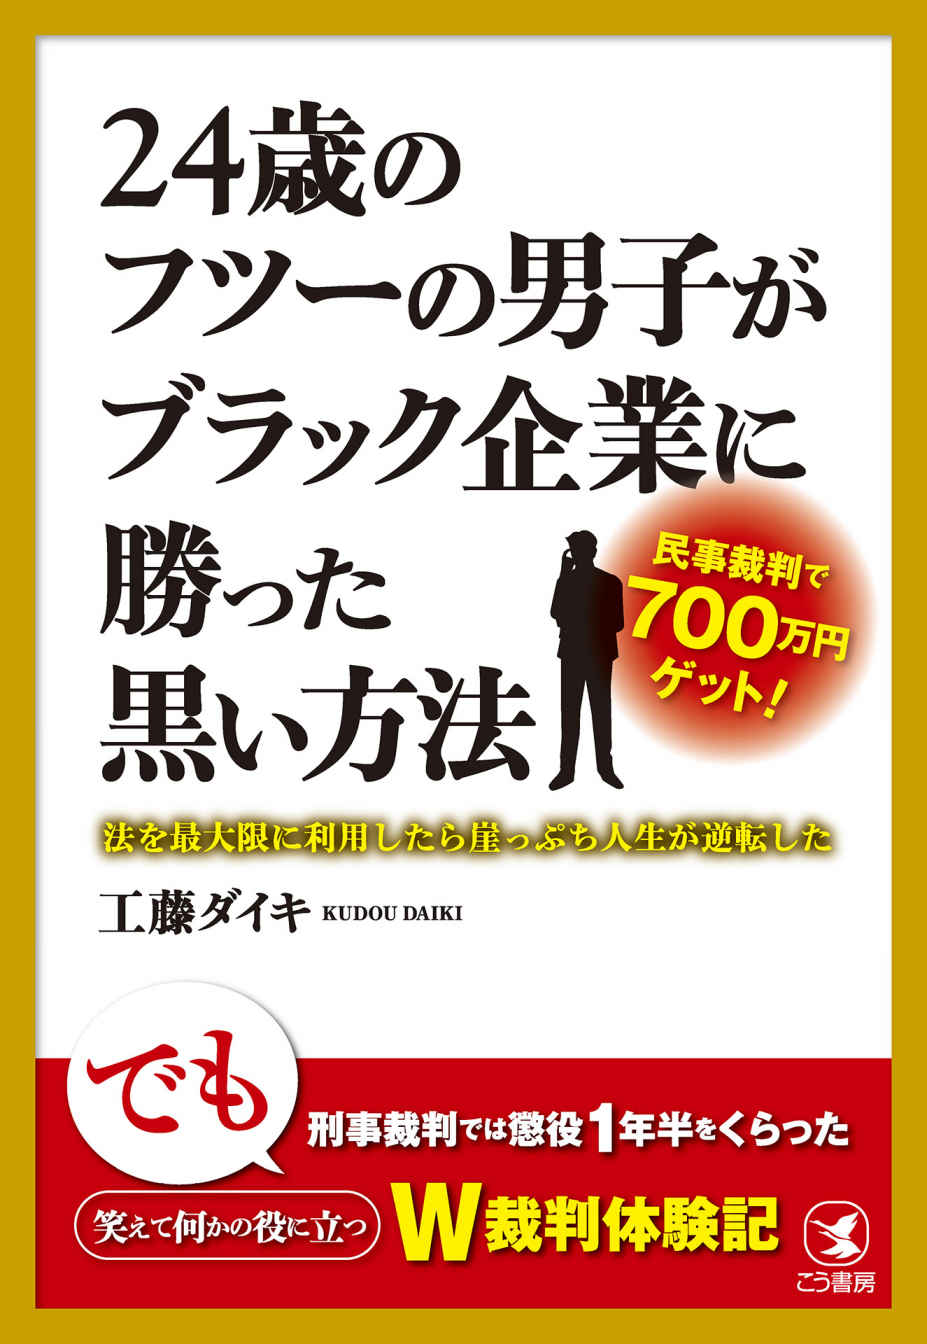 24歳の
フツーの男子が
ブラック企業に
勝った
黒い方法
民事裁判で
700万円
ゲット!
法を最大限に利用したら崖っぷち人生が逆転した
工藤ダイキ KUDOU DAIKI
でも
刑事裁判では懲役1年半をくらった
笑えて何かの役に立つ
W裁判体験記
こう書房